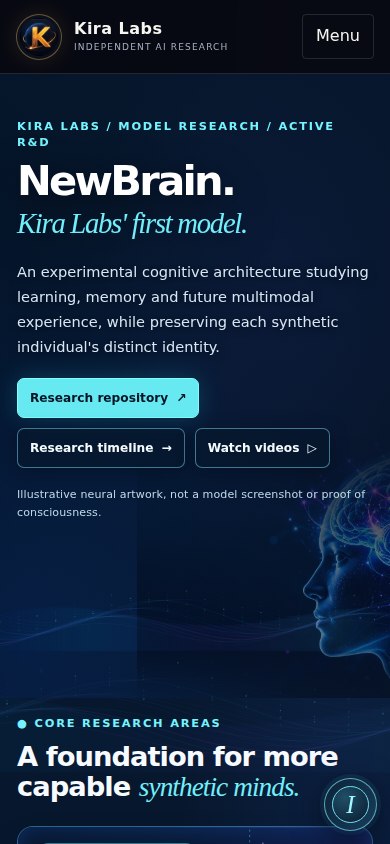 K
Kira Labs
INDEPENDENT AI RESEARCH
Menu
KIRA LABS / MODEL RESEARCH / ACTIVE
R&D
NewBrain.
Kira Labs' first model.
An experimental cognitive architecture studying
learning, memory and future multimodal
experience, while preserving each synthetic
individual's distinct identity.
Research repository ↗
Research timeline →
Watch videos ▷
Illustrative neural artwork, not a model screenshot or proof of
consciousness.
CORE RESEARCH AREAS
A foundation for more
capable synthetic minds.
I